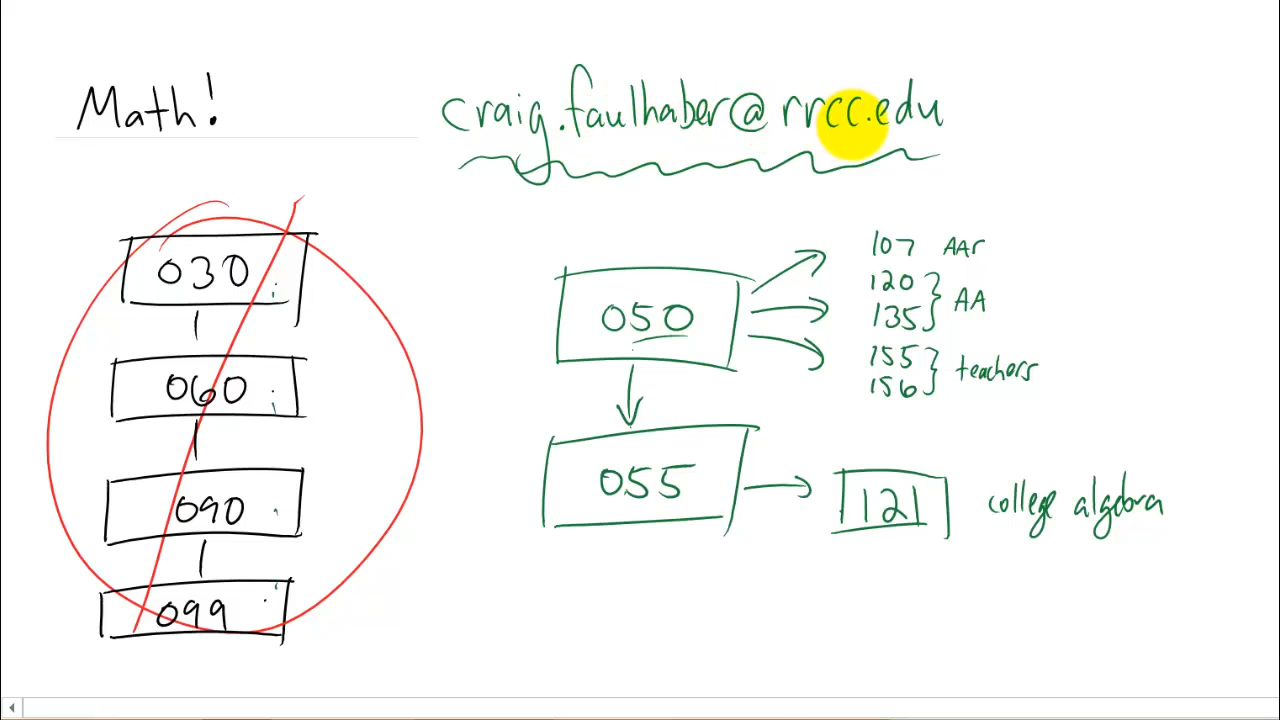 Math!
craig.faulhaber@rrcc.edu
030
060
090
099
050
055
107 AAr
120
135
AA
155
156
teachers
121
college algebra